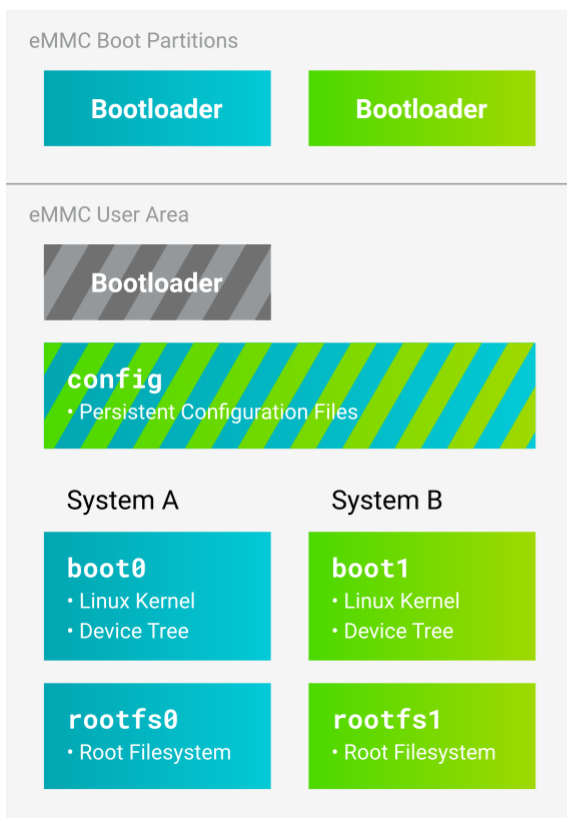 eMMC Boot Partitions
Bootloader
Bootloader
eMMC User Area
Bootloader
config
• Persistent Configuration Files
System A
System B
boot0
• Linux Kernel
• Device Tree
boot1
• Linux Kernel
• Device Tree
rootfs0
• Root Filesystem
rootfs1
• Root Filesystem